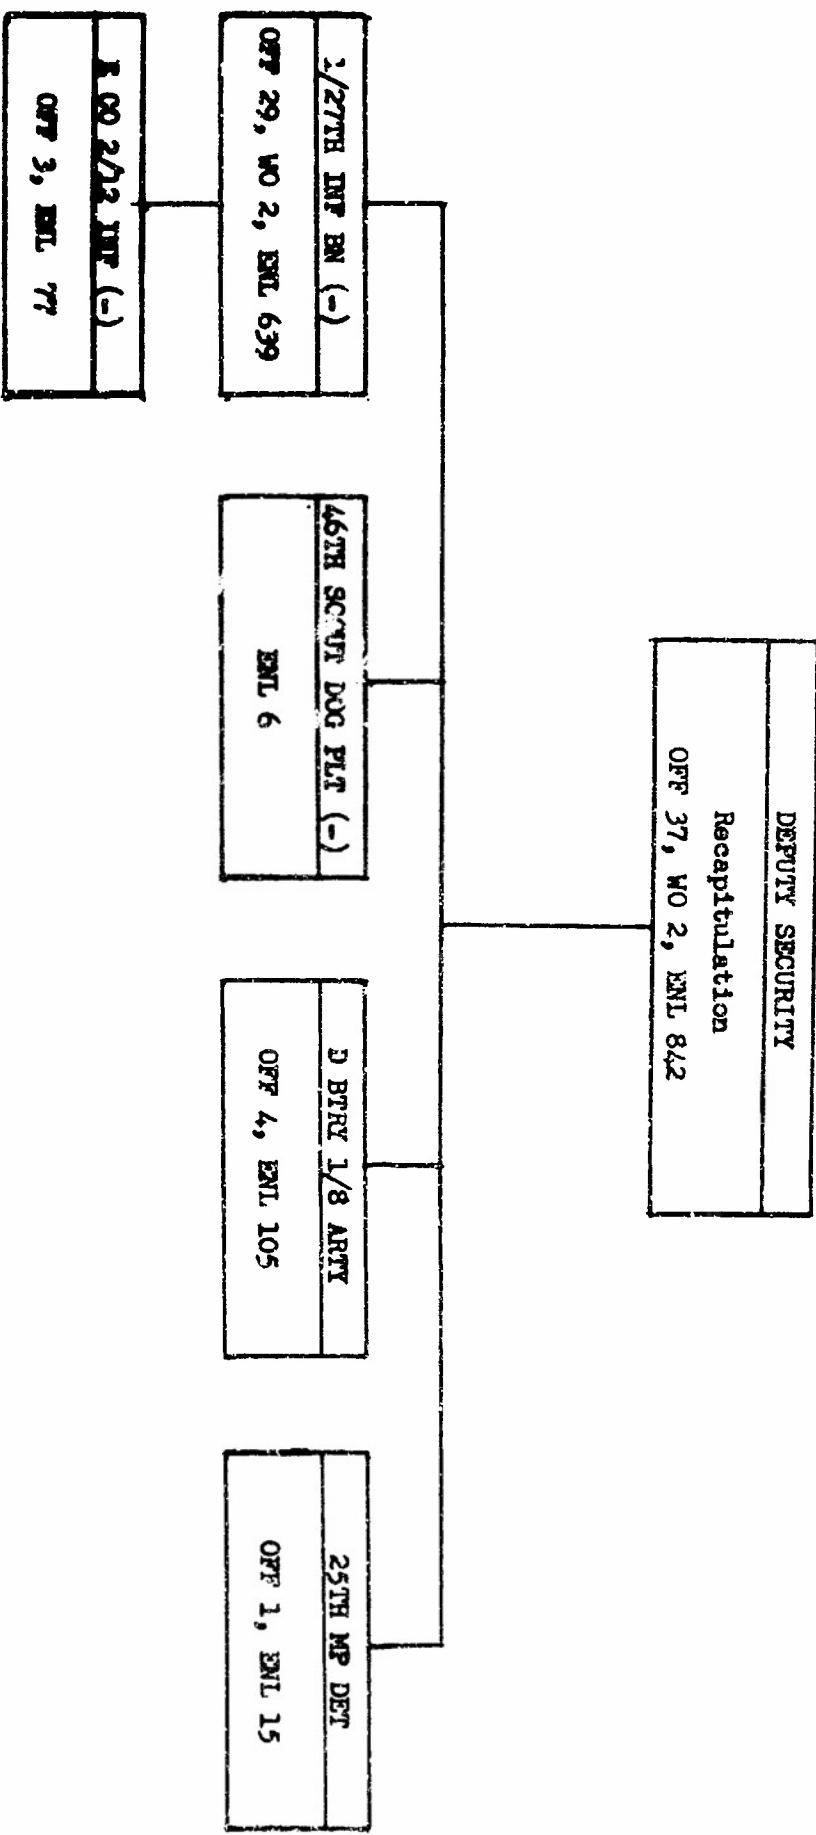 DEPUTY SECURITY
Recapitulation
OFF 37, WO 2, ENL 842
1/27TH INF BN (-)
OFF 29, WO 2, ENL 639
46TH SCOUT DOG PLT (-)
ENL 6
D BTRY 1/8 ARTY
OFF 4, ENL 105
25TH MP DET
OFF 1, ENL 15
CO 2/12 INF (-)
OFF 3, ENL 77